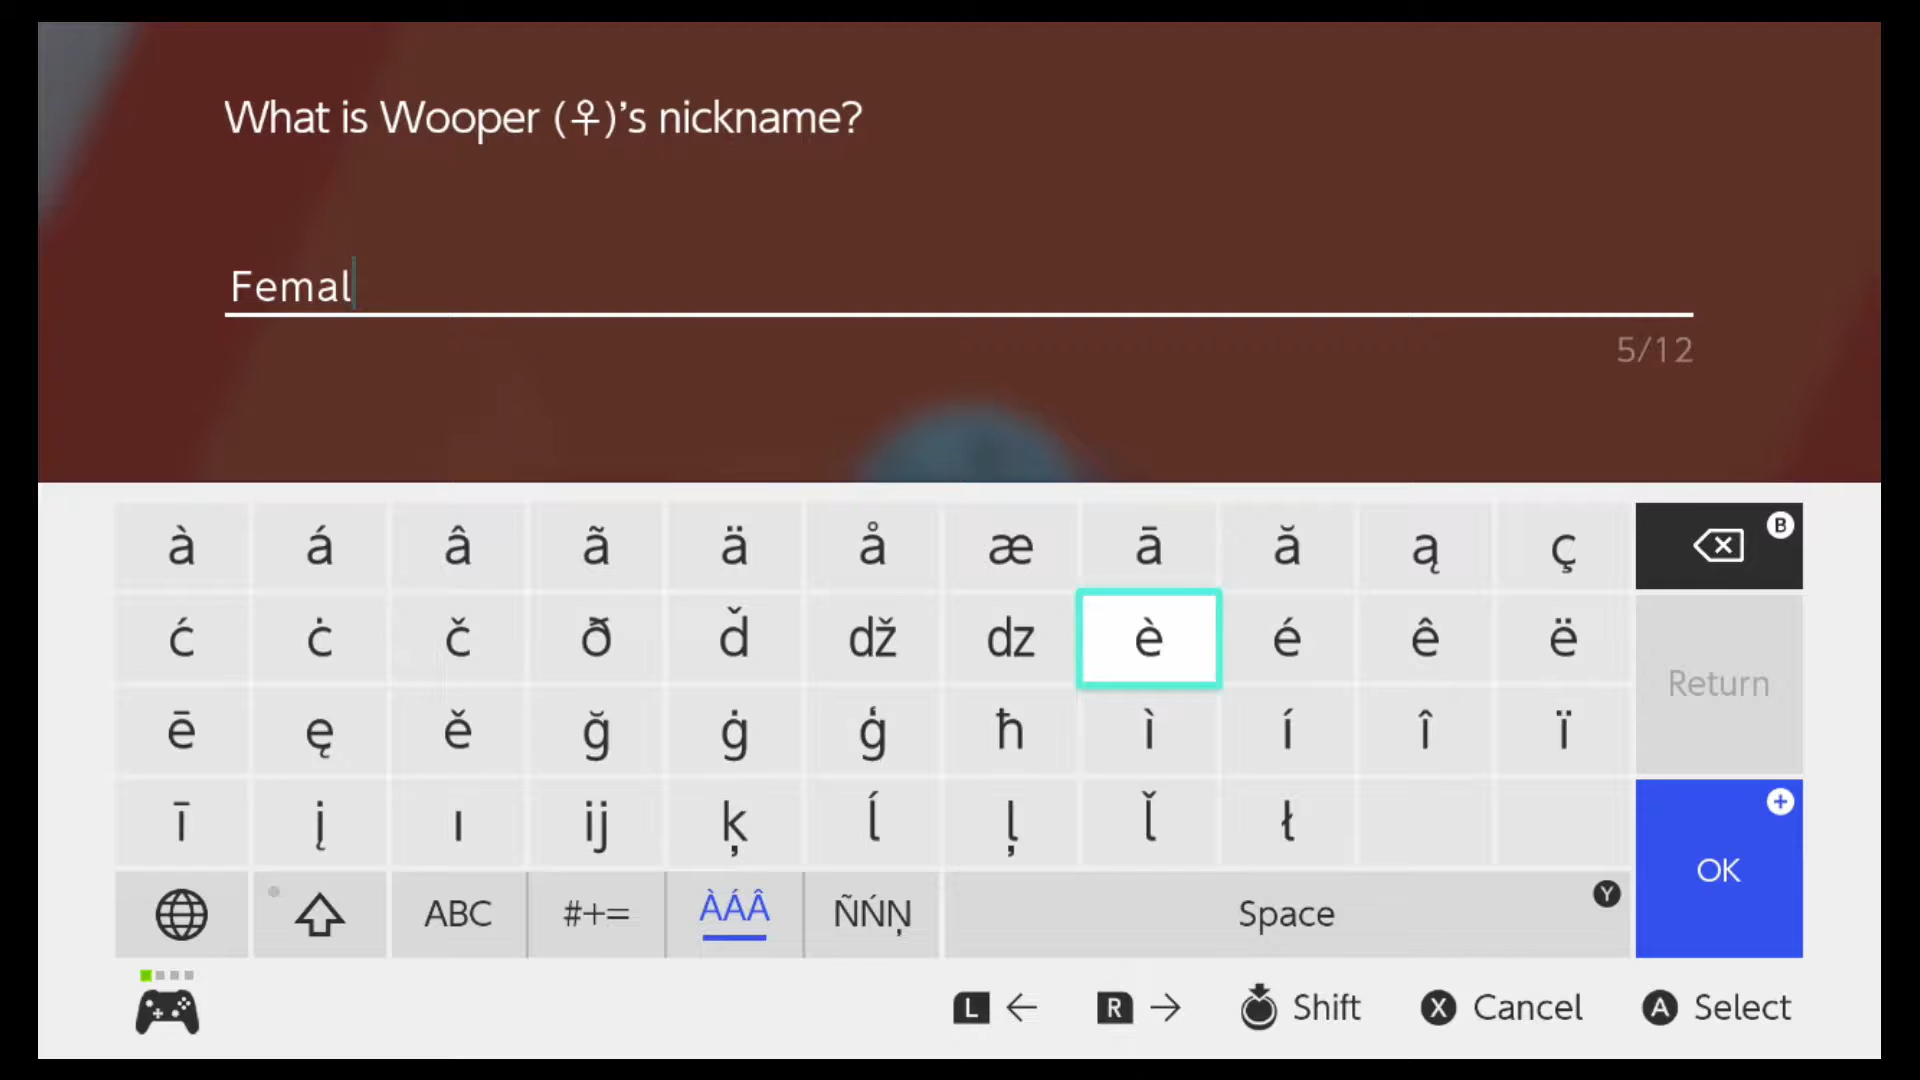 What is Wooper (♀)'s nickname?
Femal
5/12
à á â ã ä å æ ā ă ą ç B
ć ċ č ð ď dž dz è é ê ë
Return
ē ę ě ğ ġ ģ ħ ì í î ï
ī į ı ij ķ ĺ ļ ľ ł
OK
ABC #+= ÀÁÂ ÑŃŅ Space Y
L ← R → Shift X Cancel A Select